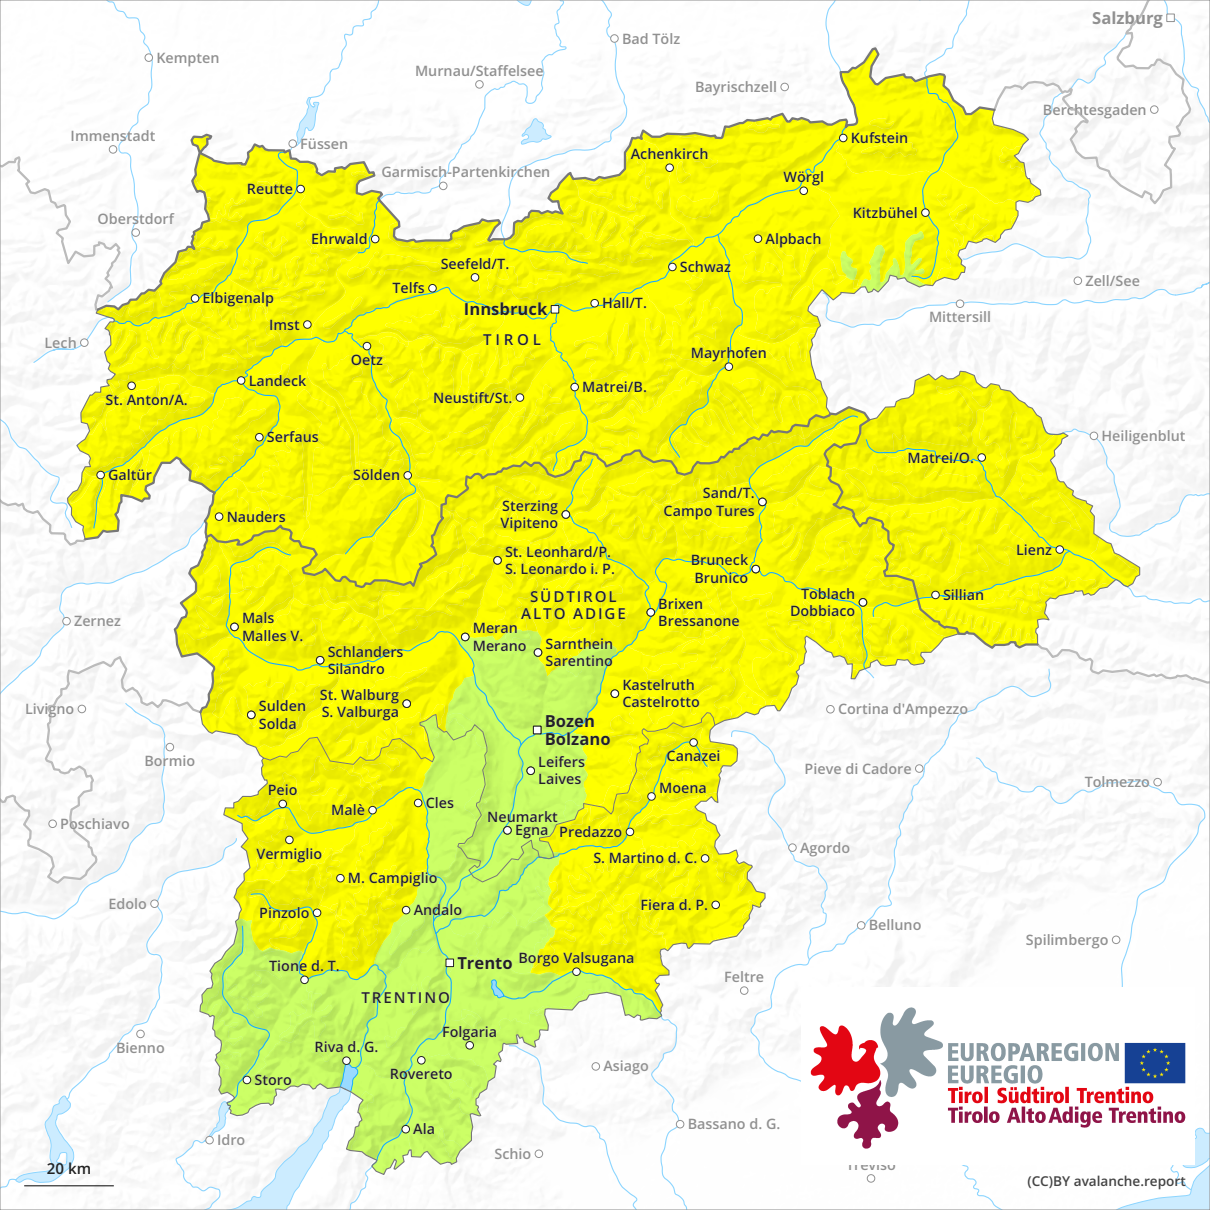 Salzburg
Kempten
Bad Tölz
Murnau/Staffelsee
Bayrischzell
Berchtesgaden
Immenstadt
Füssen
Kufstein
Achenkirch
Garmisch-Partenkirchen
Wörgl
Reutte
Oberstdorf
Kitzbühel
Ehrwald
Alpbach
Seefeld/T.
Schwaz
Zell/See
Telfs
Elbigenalp
Hall/T.
Innsbruck
Mittersill
Imst
TIROL
Lech
Oetz
Mayrhofen
Landeck
Matrei/B.
St. Anton/A.
Neustift/St.
Serfaus
Heiligenblut
Matrei/O.
Galtür
Sölden
Sand/T.
Campo Tures
Sterzing
Vipiteno
Nauders
St. Leonhard/P.
S. Leonardo i. P.
Lienz
Bruneck
Brunico
SÜDTIROL
ALTO ADIGE
Toblach
Dobbiaco
Sillian
Brixen
Bressanone
Zernez
Mals
Malles V.
Meran
Merano
Sarnthein
Sarentino
Schlanders
Silandro
Kastelruth
Castelrotto
St. Walburg
S. Valburga
Livigno
Sulden
Solda
Cortina d'Ampezzo
Bozen
Bolzano
Bormio
Canazei
Leifers
Laives
Pieve di Cadore
Tolmezzo
Peio
Moena
Cles
Malè
Neumarkt
Egna
Poschiavo
Predazzo
Vermiglio
Agordo
S. Martino d. C.
M. Campiglio
Edolo
Pinzolo
Andalo
Fiera d. P.
Belluno
Spilimbergo
Borgo Valsugana
Trento
Tione d. T.
Feltre
TRENTINO
Folgaria
Bienno
Riva d. G.
Rovereto
Asiago
Storo
EUROPAREGION
EUREGIO
Tirol Südtirol Trentino
Tirolo Alto Adige Trentino
Ala
Bassano d. G.
Idro
Schio
Treviso
20 km
(CC)BY avalanche.report